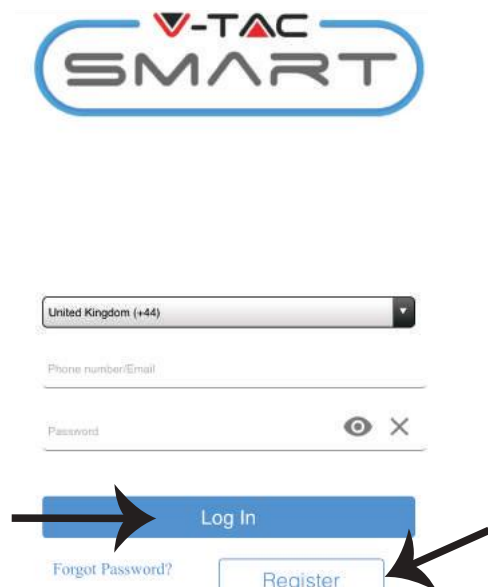 V-TAC
SMART
United Kingdom (+44)
Phone number/Email
Password
Log In
Forgot Password?
Register